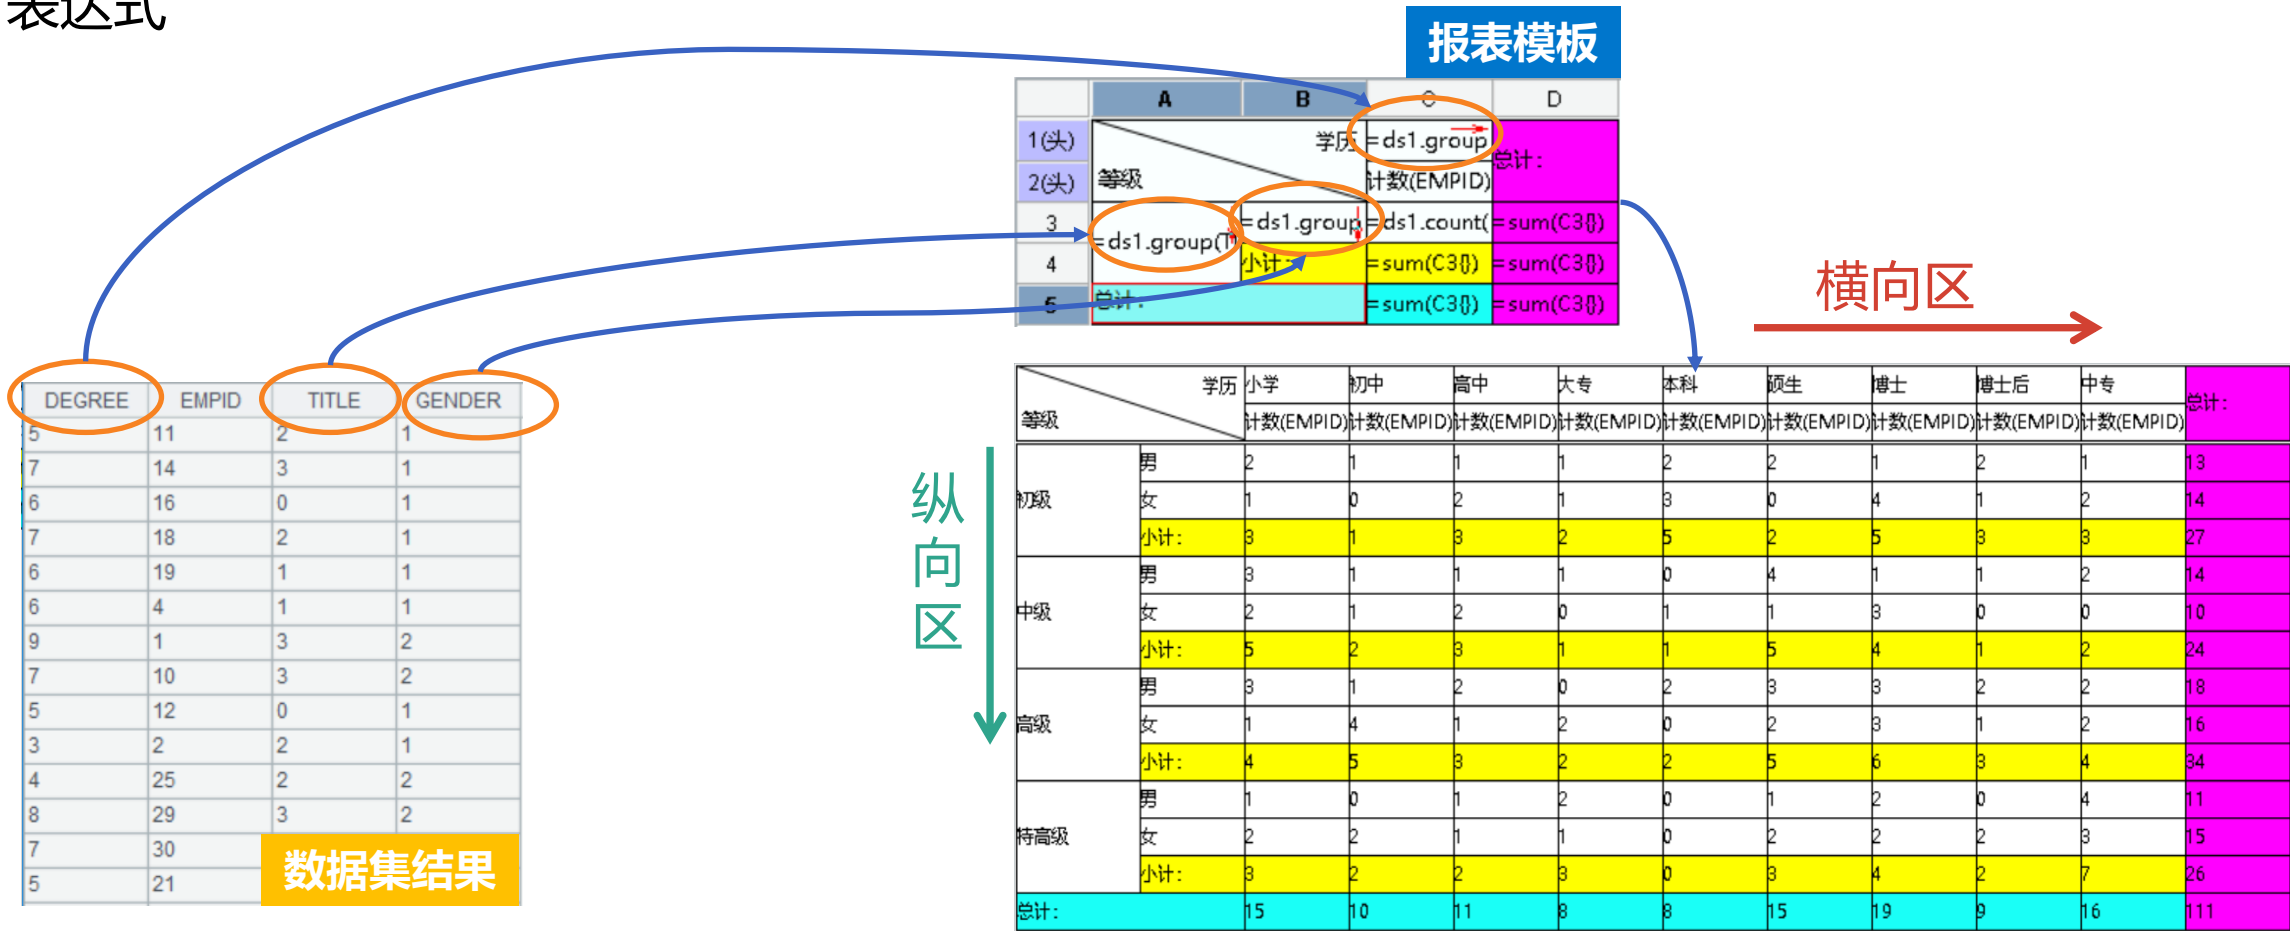 表达式
报表模板
A B C D
1(头) 学历 =ds1.group 总计:
2(头) 等级 计数(EMPID)
3 =ds1.group(T =ds1.group =ds1.count( =sum(C3{})
4 小计: =sum(C3{}) =sum(C3{})
5 总计: =sum(C3{}) =sum(C3{})
横向区
纵向区
DEGREE EMPID TITLE GENDER
5 11 2 1
7 14 3 1
6 16 0 1
7 18 2 1
6 19 1 1
6 4 1 1
9 1 3 2
7 10 3 2
5 12 0 1
3 2 2 1
4 25 2 2
8 29 3 2
7 30
5 21
数据集结果
学历 小学 初中 高中 大专 本科 硕生 博士 博士后 中专 总计:
等级 计数(EMPID) 计数(EMPID) 计数(EMPID) 计数(EMPID) 计数(EMPID) 计数(EMPID) 计数(EMPID) 计数(EMPID) 计数(EMPID)
初级 男 2 1 1 1 2 2 1 2 1 13
女 1 0 2 1 3 0 4 1 2 14
小计: 3 1 3 2 5 2 5 3 3 27
中级 男 3 1 1 1 0 4 1 1 2 14
女 2 1 2 0 1 1 3 0 0 10
小计: 5 2 3 1 1 5 4 1 2 24
高级 男 3 1 2 0 2 3 3 2 2 18
女 1 4 1 2 0 2 3 1 2 16
小计: 4 5 3 2 2 5 6 3 4 34
特高级 男 1 0 1 2 0 1 2 0 4 11
女 2 2 1 1 0 2 2 2 3 15
小计: 3 2 2 3 0 3 4 2 7 26
总计: 15 10 11 8 8 15 19 9 16 111